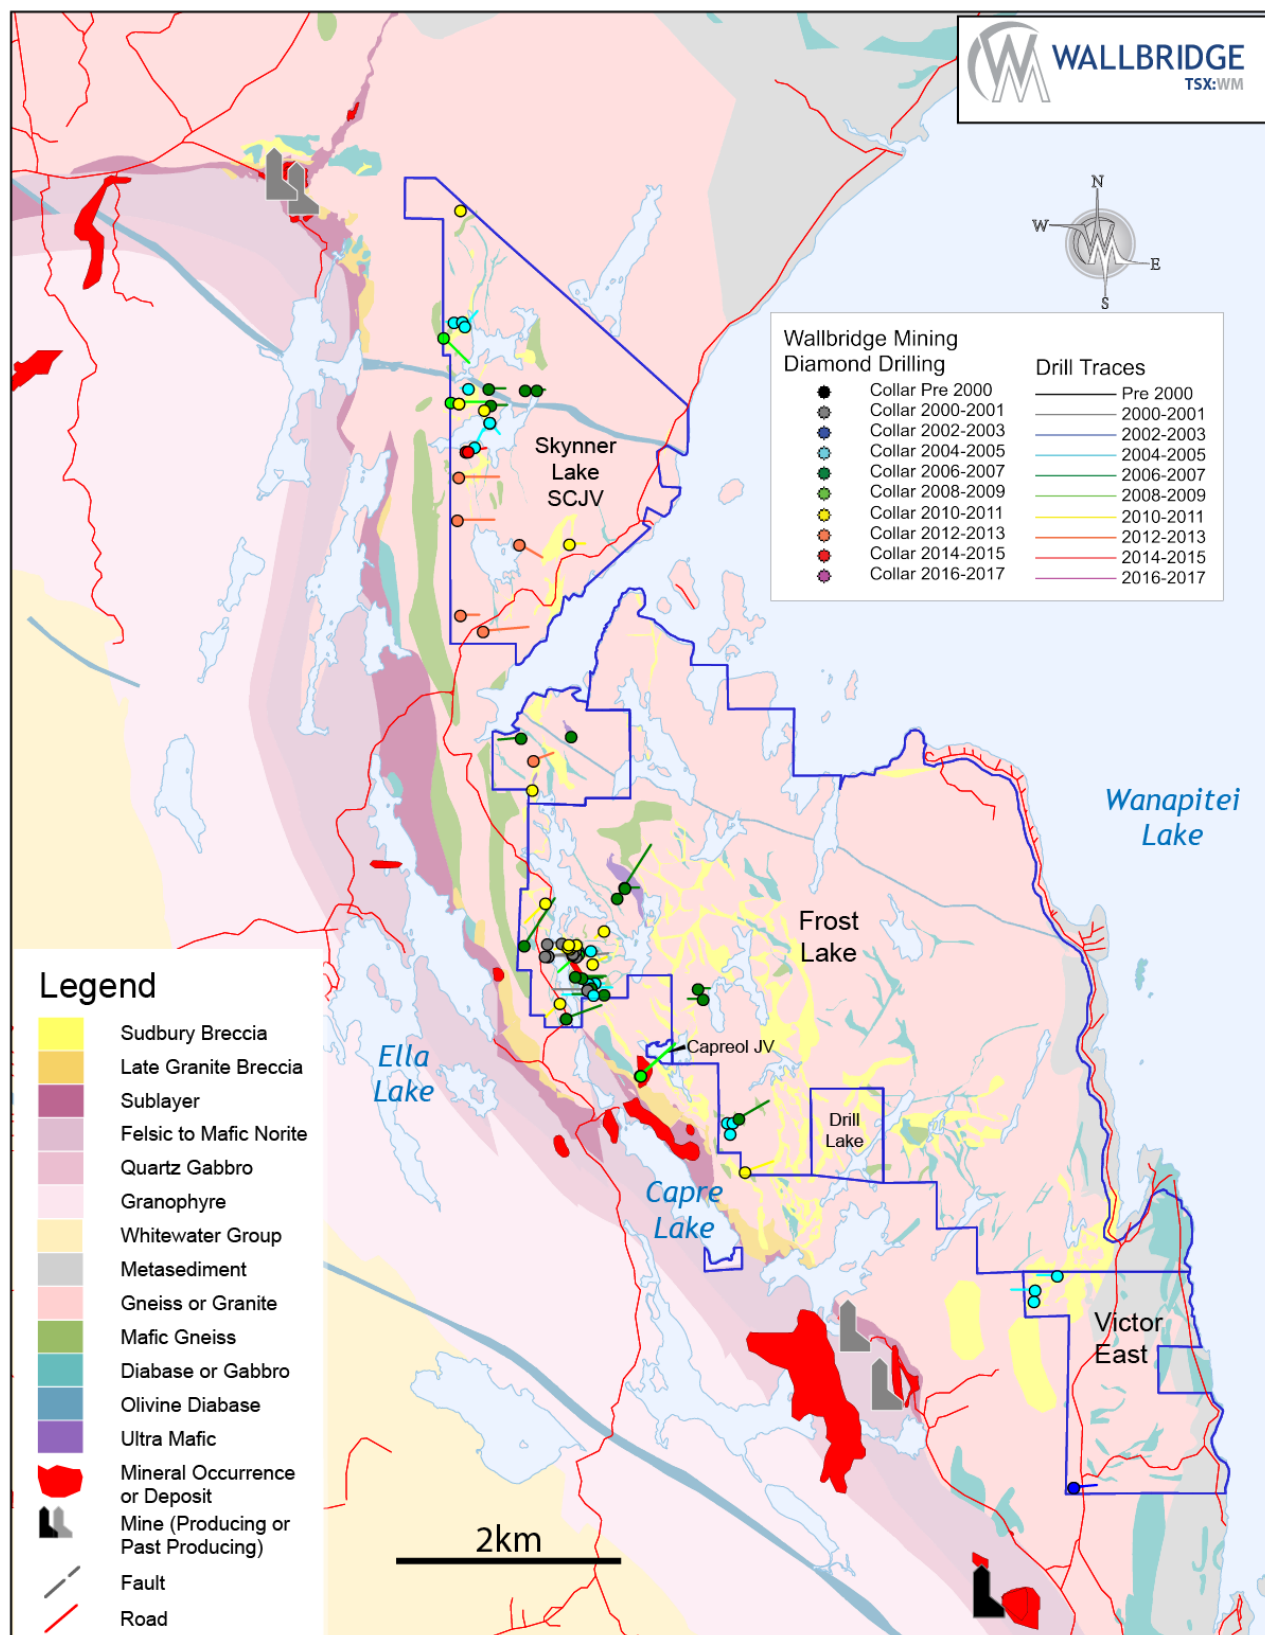 WALLBRIDGE
TSX:WM
N
W
E
S
Wallbridge Mining
Diamond Drilling
Drill Traces
Collar Pre 2000
Pre 2000
Collar 2000-2001
2000-2001
Collar 2002-2003
2002-2003
Collar 2004-2005
2004-2005
Collar 2006-2007
2006-2007
Collar 2008-2009
2008-2009
Collar 2010-2011
2010-2011
Collar 2012-2013
2012-2013
Collar 2014-2015
2014-2015
Collar 2016-2017
2016-2017
Skynner
Lake
SCJV
Wanapitei
Lake
Frost
Lake
Capreol JV
Ella
Lake
Drill
Lake
Capre
Lake
Victor
East
2km
Legend
Sudbury Breccia
Late Granite Breccia
Sublayer
Felsic to Mafic Norite
Quartz Gabbro
Granophyre
Whitewater Group
Metasediment
Gneiss or Granite
Mafic Gneiss
Diabase or Gabbro
Olivine Diabase
Ultra Mafic
Mineral Occurrence
or Deposit
Mine (Producing or
Past Producing)
Fault
Road